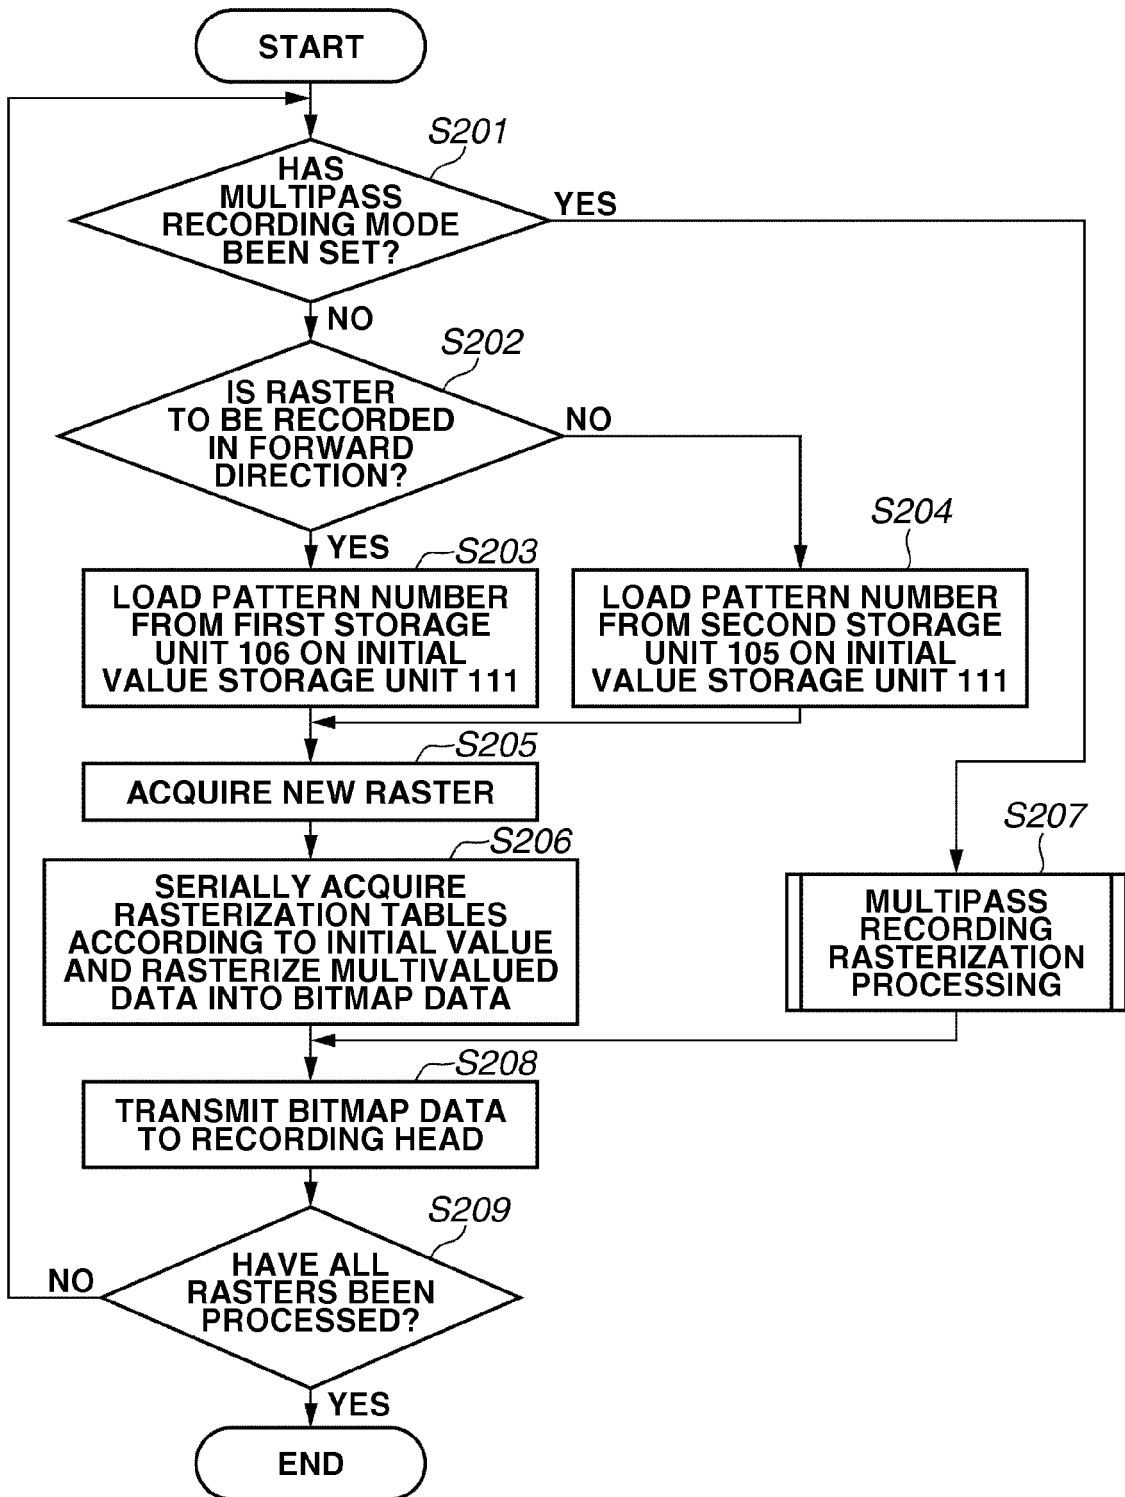 START
S201
HAS
MULTIPASS
RECORDING MODE
BEEN SET?
YES
NO
S202
IS RASTER
TO BE RECORDED
IN FORWARD
DIRECTION?
NO
YES
S203
LOAD PATTERN NUMBER
FROM FIRST STORAGE
UNIT 106 ON INITIAL
VALUE STORAGE UNIT 111
S204
LOAD PATTERN NUMBER
FROM SECOND STORAGE
UNIT 105 ON INITIAL
VALUE STORAGE UNIT 111
S205
ACQUIRE NEW RASTER
S206
SERIALLY ACQUIRE
RASTERIZATION TABLES
ACCORDING TO INITIAL VALUE
AND RASTERIZE MULTIVALUED
DATA INTO BITMAP DATA
S207
MULTIPASS
RECORDING
RASTERIZATION
PROCESSING
S208
TRANSMIT BITMAP DATA
TO RECORDING HEAD
S209
HAVE ALL
RASTERS BEEN
PROCESSED?
NO
YES
END